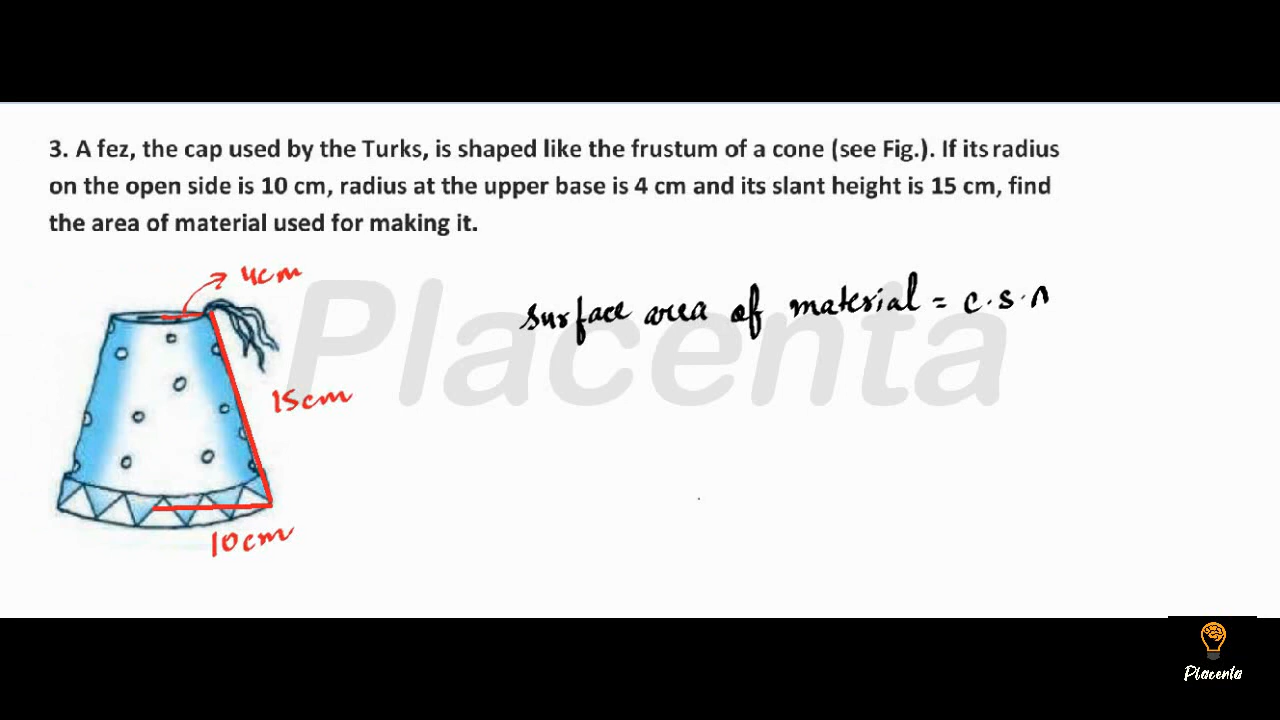 3. A fez, the cap used by the Turks, is shaped like the frustum of a cone (see Fig.). If its radius
on the open side is 10 cm, radius at the upper base is 4 cm and its slant height is 15 cm, find
the area of material used for making it.
4cm
surface area of material = C.S.A
Placenta
15cm
10cm
Placenta